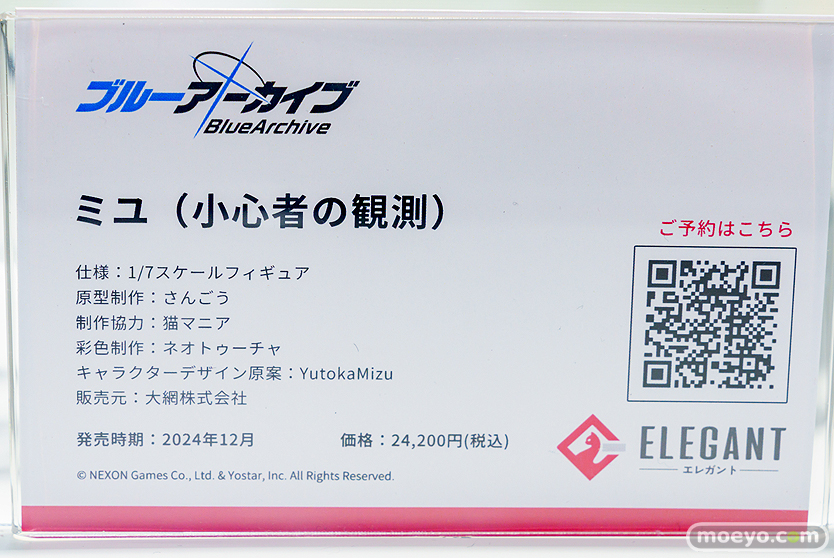 ブルーアーカイブ
BlueArchive
ミユ（小心者の観測）
ご予約はこちら
仕様：1/7スケールフィギュア
原型制作：さんごう
制作協力：猫マニア
彩色制作：ネオトゥーチャ
キャラクターデザイン原案：YutokaMizu
販売元：大網株式会社
発売時期：2024年12月
価格：24,200円(税込)
ELEGANT
エレガント
© NEXON Games Co., Ltd. & Yostar, Inc. All Rights Reserved.
moeyo.com